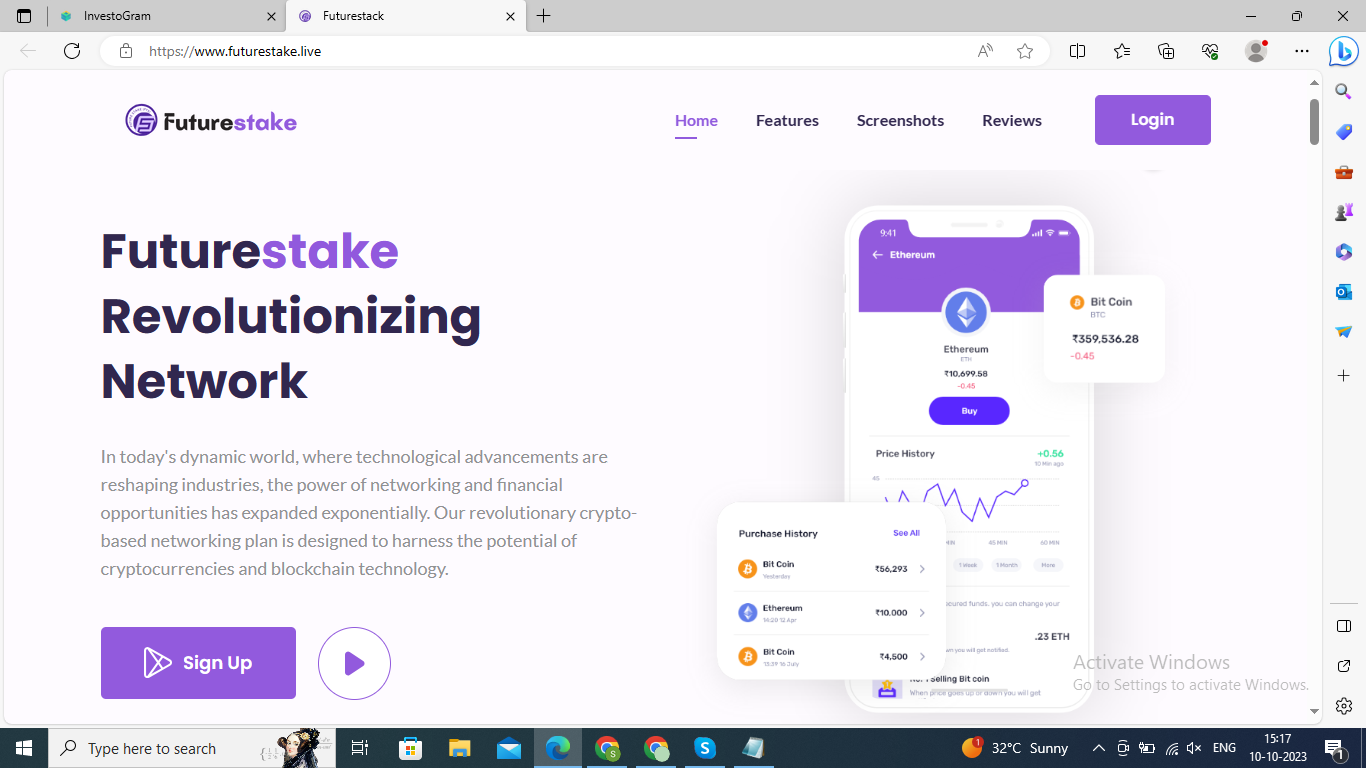 InvestoGram
Futurestack
https://www.futurestake.live
Futurestake
Home
Features
Screenshots
Reviews
Login
Futurestake
Revolutionizing
Network
In today's dynamic world, where technological advancements are
reshaping industries, the power of networking and financial
opportunities has expanded exponentially. Our revolutionary crypto-
based networking plan is designed to harness the potential of
cryptocurrencies and blockchain technology.
Sign Up
9:41
Ethereum
Ethereum
ETH
₹10,699.58
-0.45
Buy
Bit Coin
BTC
₹359,536.28
-0.45
Price History
+0.56
10 Min ago
45
MIN
45 MIN
60 MIN
1 Week
1 Month
More
Purchase History
See All
Bit Coin
Yesterday
₹56,293
Ethereum
14:20 12 Apr
₹10.000
Bit Coin
13:39 16 July
₹4,500
ecured funds. you can change your
.23 ETH
wn you will get notified.
No. 1 Selling Bit coin
When price goes up or down you will get
Activate Windows
Go to Settings to activate Windows.
Type here to search
1
32°C Sunny
ENG
15:17
10-10-2023
1